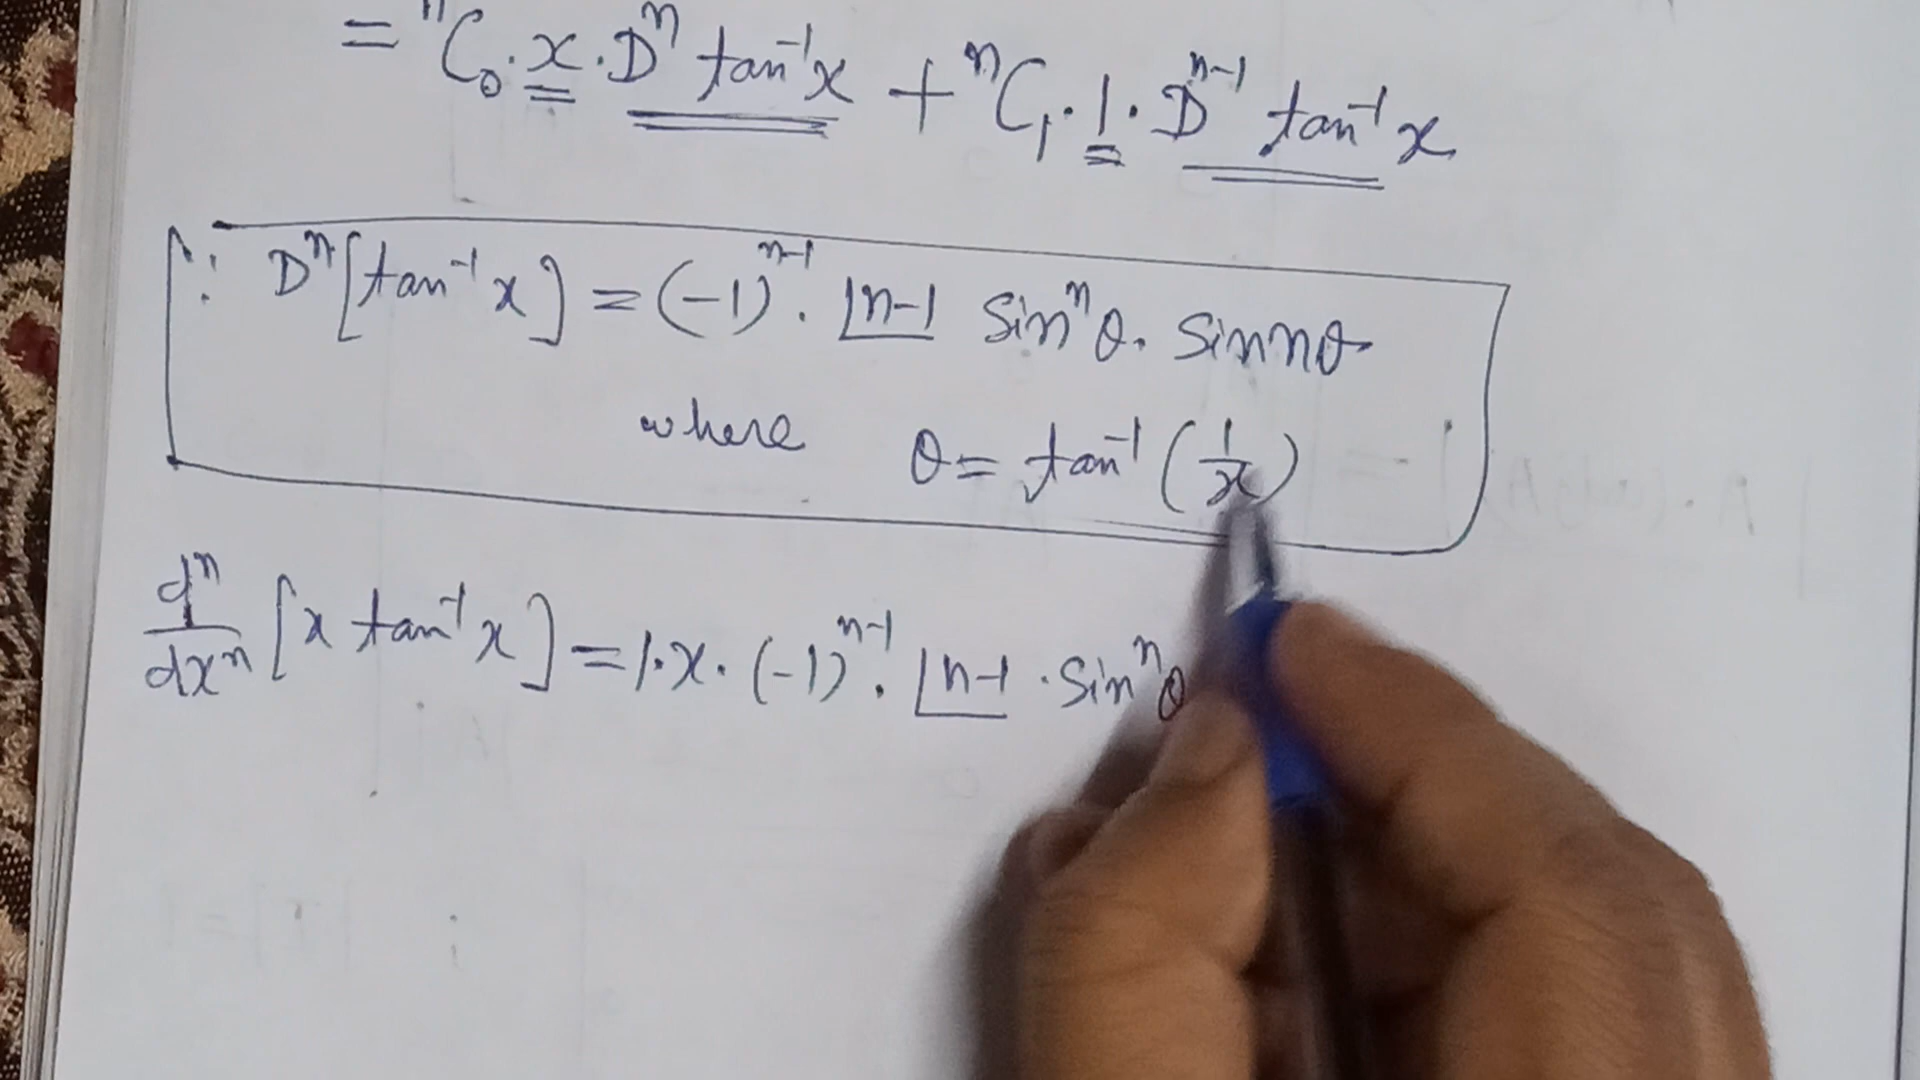 = ⁿC₀·x·Dⁿ tan⁻¹x + ⁿC₁·1·Dⁿ⁻¹ tan⁻¹x
∵ Dⁿ[tan⁻¹x] = (-1)ⁿ⁻¹. |n-1 Sinⁿθ. Sin nθ
where θ = tan⁻¹(1/x)
dⁿ/dxⁿ [x tan⁻¹x] = 1·x·(-1)ⁿ⁻¹. |n-1 ·Sinⁿθ